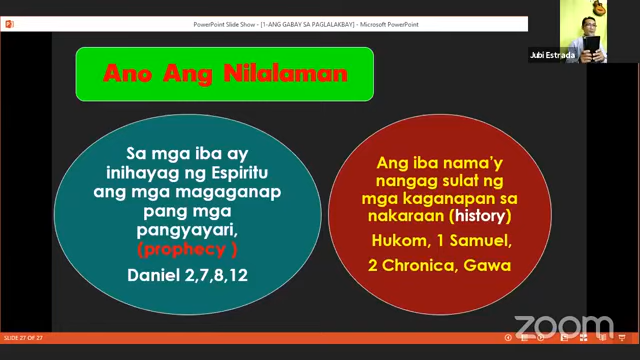 PowerPoint Slide Show - [1-ANG GABAY SA PAGLALAKBAY] - Microsoft PowerPoint
Jubi Estrada
Ano Ang Nilalaman
Sa mga iba ay
inihayag ng Espiritu
ang mga magaganap
pang mga
pangyayari,
(prophecy )
Daniel 2,7,8,12
Ang iba nama'y
nangag sulat ng
mga kaganapan sa
nakaraan (history)
Hukom, 1 Samuel,
2 Chronica, Gawa
zoom
SLIDE 27 OF 27